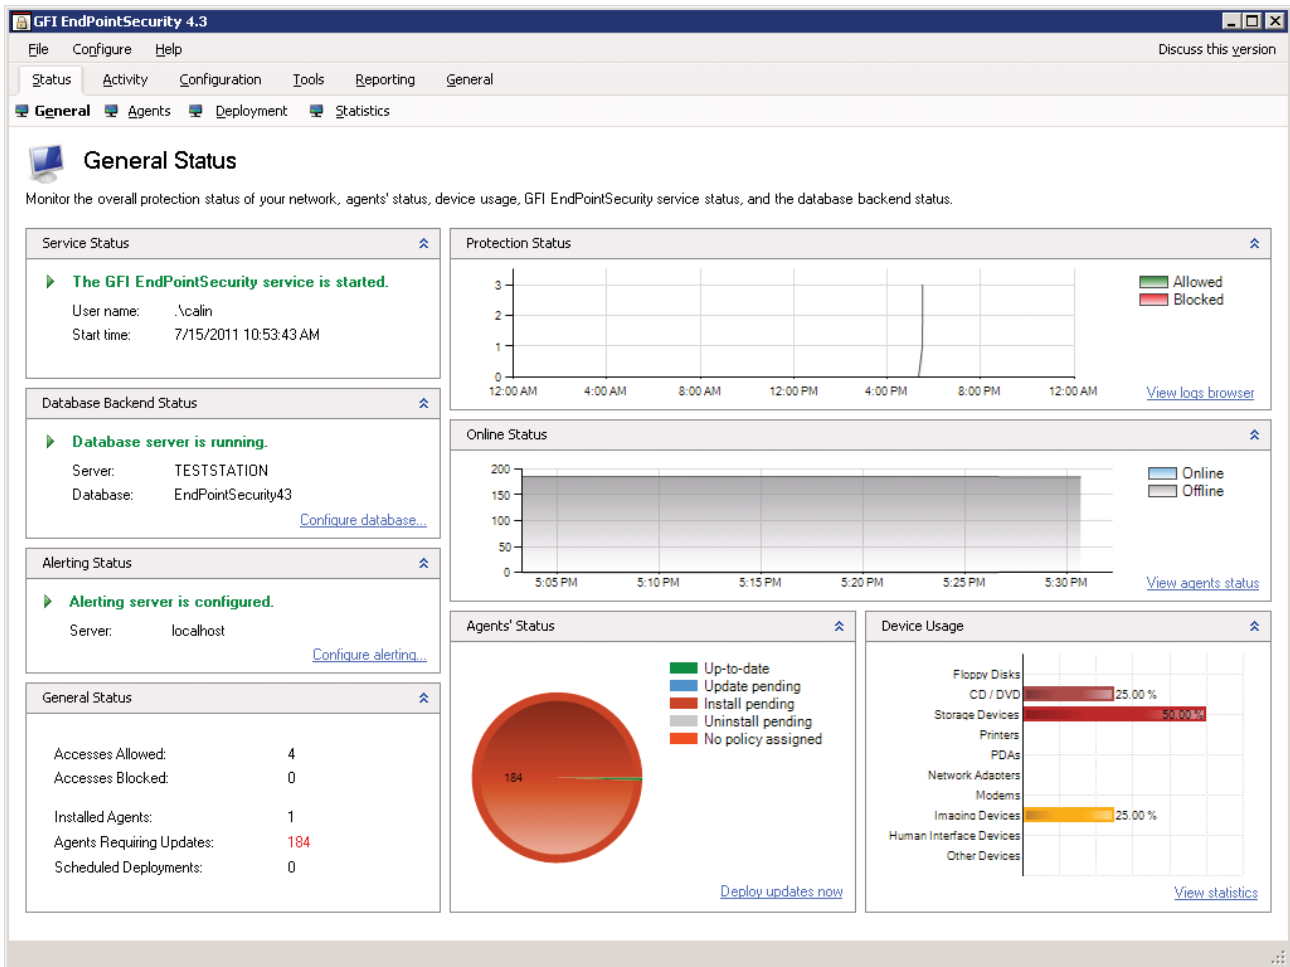 GFI EndPointSecurity 4.3
File Configure Help Discuss this version
Status Activity Configuration Tools Reporting General
General Agents Deployment Statistics
General Status
Monitor the overall protection status of your network, agents' status, device usage, GFI EndPointSecurity service status, and the database backend status.
Service Status
The GFI EndPointSecurity service is started.
User name: .\calin
Start time: 7/15/2011 10:53:43 AM
Database Backend Status
Database server is running.
Server: TESTSTATION
Database: EndPointSecurity43
Configure database...
Alerting Status
Alerting server is configured.
Server: localhost
Configure alerting...
General Status
Accesses Allowed: 4
Accesses Blocked: 0
Installed Agents: 1
Agents Requiring Updates: 184
Scheduled Deployments: 0
Protection Status
3
2
1
0
12:00 AM 4:00 AM 8:00 AM 12:00 PM 4:00 PM 8:00 PM 12:00 AM
Allowed
Blocked
View logs browser
Online Status
200
150
100
50
0
5:05 PM 5:10 PM 5:15 PM 5:20 PM 5:25 PM 5:30 PM
Online
Offline
View agents status
Agents' Status
184
Up-to-date
Update pending
Install pending
Uninstall pending
No policy assigned
Deploy updates now
Device Usage
Floppy Disks
CD / DVD 25.00 %
Storage Devices 50.00 %
Printers
PDAs
Network Adapters
Modems
Imaging Devices 25.00 %
Human Interface Devices
Other Devices
View statistics